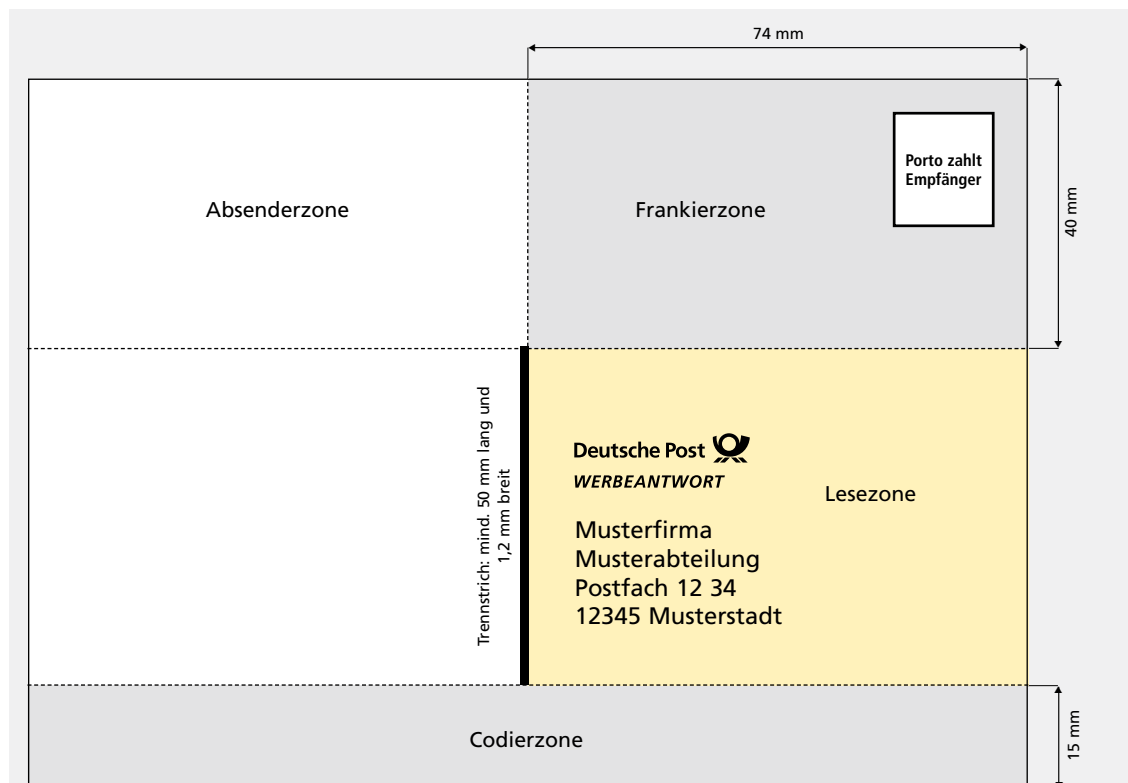 74 mm
Porto zahlt
Empfänger
Absenderzone
Frankierzone
40 mm
Trennstrich: mind. 50 mm lang und
1,2 mm breit
Deutsche Post
WERBEANTWORT
Lesezone
Musterfirma
Musterabteilung
Postfach 12 34
12345 Musterstadt
Codierzone
15 mm